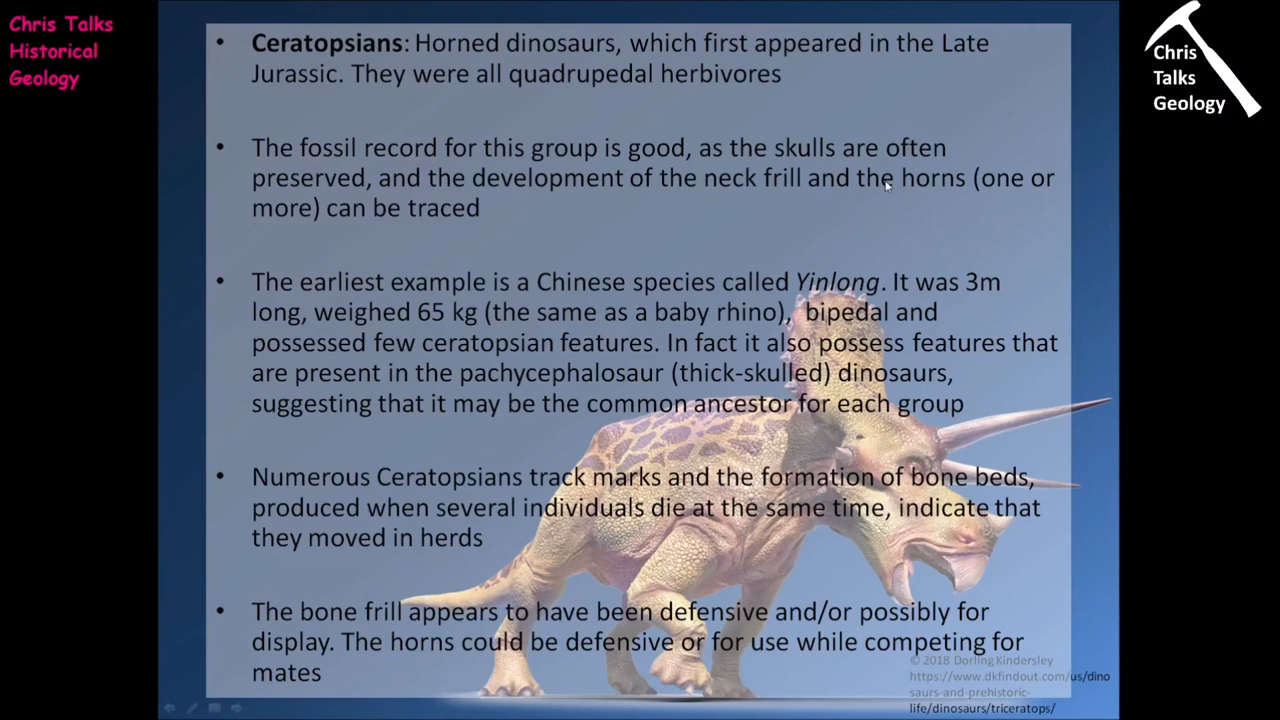 Chris Talks
Historical
Geology
Chris
Talks
Geology
• Ceratopsians: Horned dinosaurs, which first appeared in the Late
Jurassic. They were all quadrupedal herbivores
• The fossil record for this group is good, as the skulls are often
preserved, and the development of the neck frill and the horns (one or
more) can be traced
• The earliest example is a Chinese species called Yinlong. It was 3m
long, weighed 65 kg (the same as a baby rhino), bipedal and
possessed few ceratopsian features. In fact it also possess features that
are present in the pachycephalosaur (thick-skulled) dinosaurs,
suggesting that it may be the common ancestor for each group
• Numerous Ceratopsians track marks and the formation of bone beds,
produced when several individuals die at the same time, indicate that
they moved in herds
• The bone frill appears to have been defensive and/or possibly for
display. The horns could be defensive or for use while competing for
mates
© 2018 Dorling Kindersley
https://www.dkfindout.com/us/dino
saurs-and-prehistoric-
life/dinosaurs/triceratops/